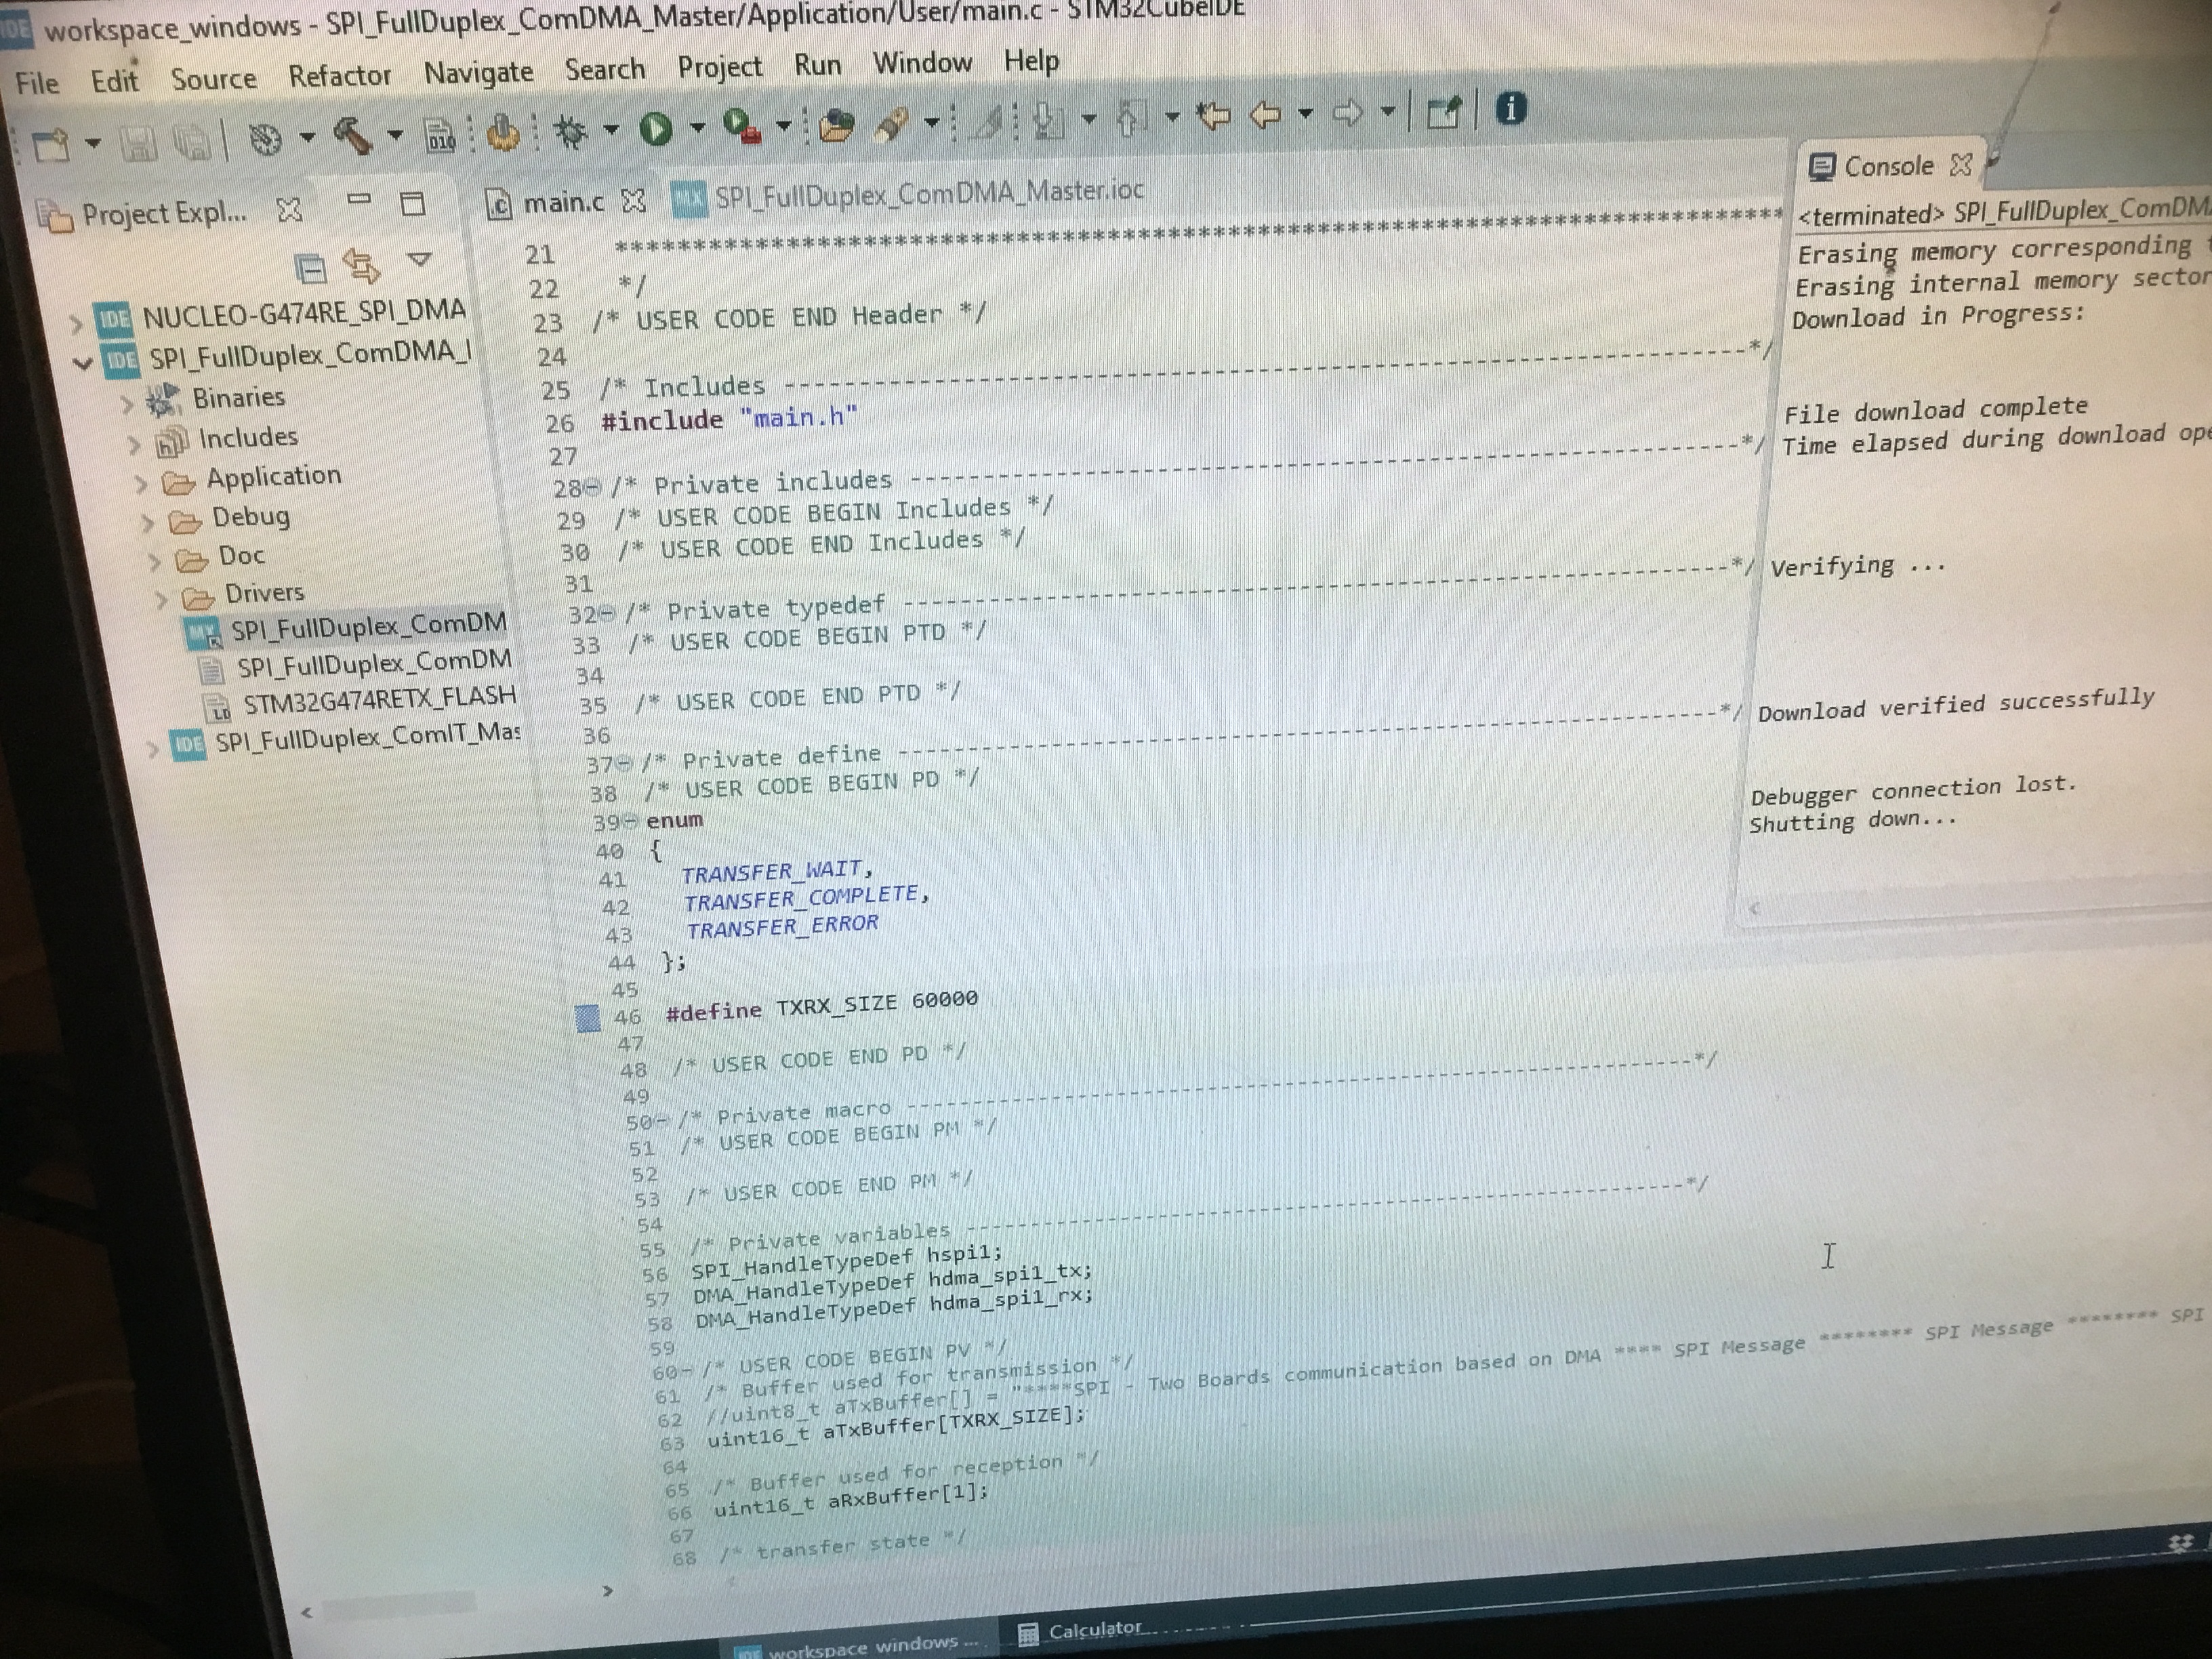 workspace_windows - SPI_FullDuplex_ComDMA_Master/Application/User/main.c - STM32CubeIDE
File Edit Source Refactor Navigate Search Project Run Window Help
Project Expl...
NUCLEO-G474RE_SPI_DMA
SPI_FullDuplex_ComDMA_
Binaries
Includes
Application
Debug
Doc
Drivers
SPI_FullDuplex_ComDM
SPI_FullDuplex_ComDM
STM32G474RETX_FLASH
SPI_FullDuplex_ComIT_Mas
main.c SPI_FullDuplex_ComDMA_Master.ioc
21
22 */
23 /* USER CODE END Header */
24
25 /* Includes ---*/
26 #include "main.h"
27
28 /* Private includes ---*/
29 /* USER CODE BEGIN Includes */
30 /* USER CODE END Includes */
31
32 /* Private typedef ---*/
33 /* USER CODE BEGIN PTD */
34
35 /* USER CODE END PTD */
36
37 /* Private define ---*/
38 /* USER CODE BEGIN PD */
39 enum
40 {
41 TRANSFER_WAIT,
42 TRANSFER_COMPLETE,
43 TRANSFER_ERROR
44 };
45
46 #define TXRX_SIZE 60000
47
48 /* USER CODE END PD */
49
50 /* Private macro ---*/
51 /* USER CODE BEGIN PM */
52
53 /* USER CODE END PM */
54
55 /* Private variables ---*/
56 SPI_HandleTypeDef hspi1;
57 DMA_HandleTypeDef hdma_spi1_tx;
58 DMA_HandleTypeDef hdma_spi1_rx;
59
60 /* USER CODE BEGIN PV */
61 /* Buffer used for transmission */
62 //uint8_t aTxBuffer[] = "****SPI - Two Boards communication based on DMA **** SPI Message ******** SPI Message ******** SPI
63 uint16_t aTxBuffer[TXRX_SIZE];
64
65 /* Buffer used for reception */
66 uint16_t aRxBuffer[1];
67
68 /* transfer state */
Console
<terminated> SPI_FullDuplex_ComDM
Erasing memory corresponding
Erasing internal memory sector
Download in Progress:
File download complete
Time elapsed during download ope
Verifying ...
Download verified successfully
Debugger connection lost.
Shutting down...
workspace windows ...
Calculator